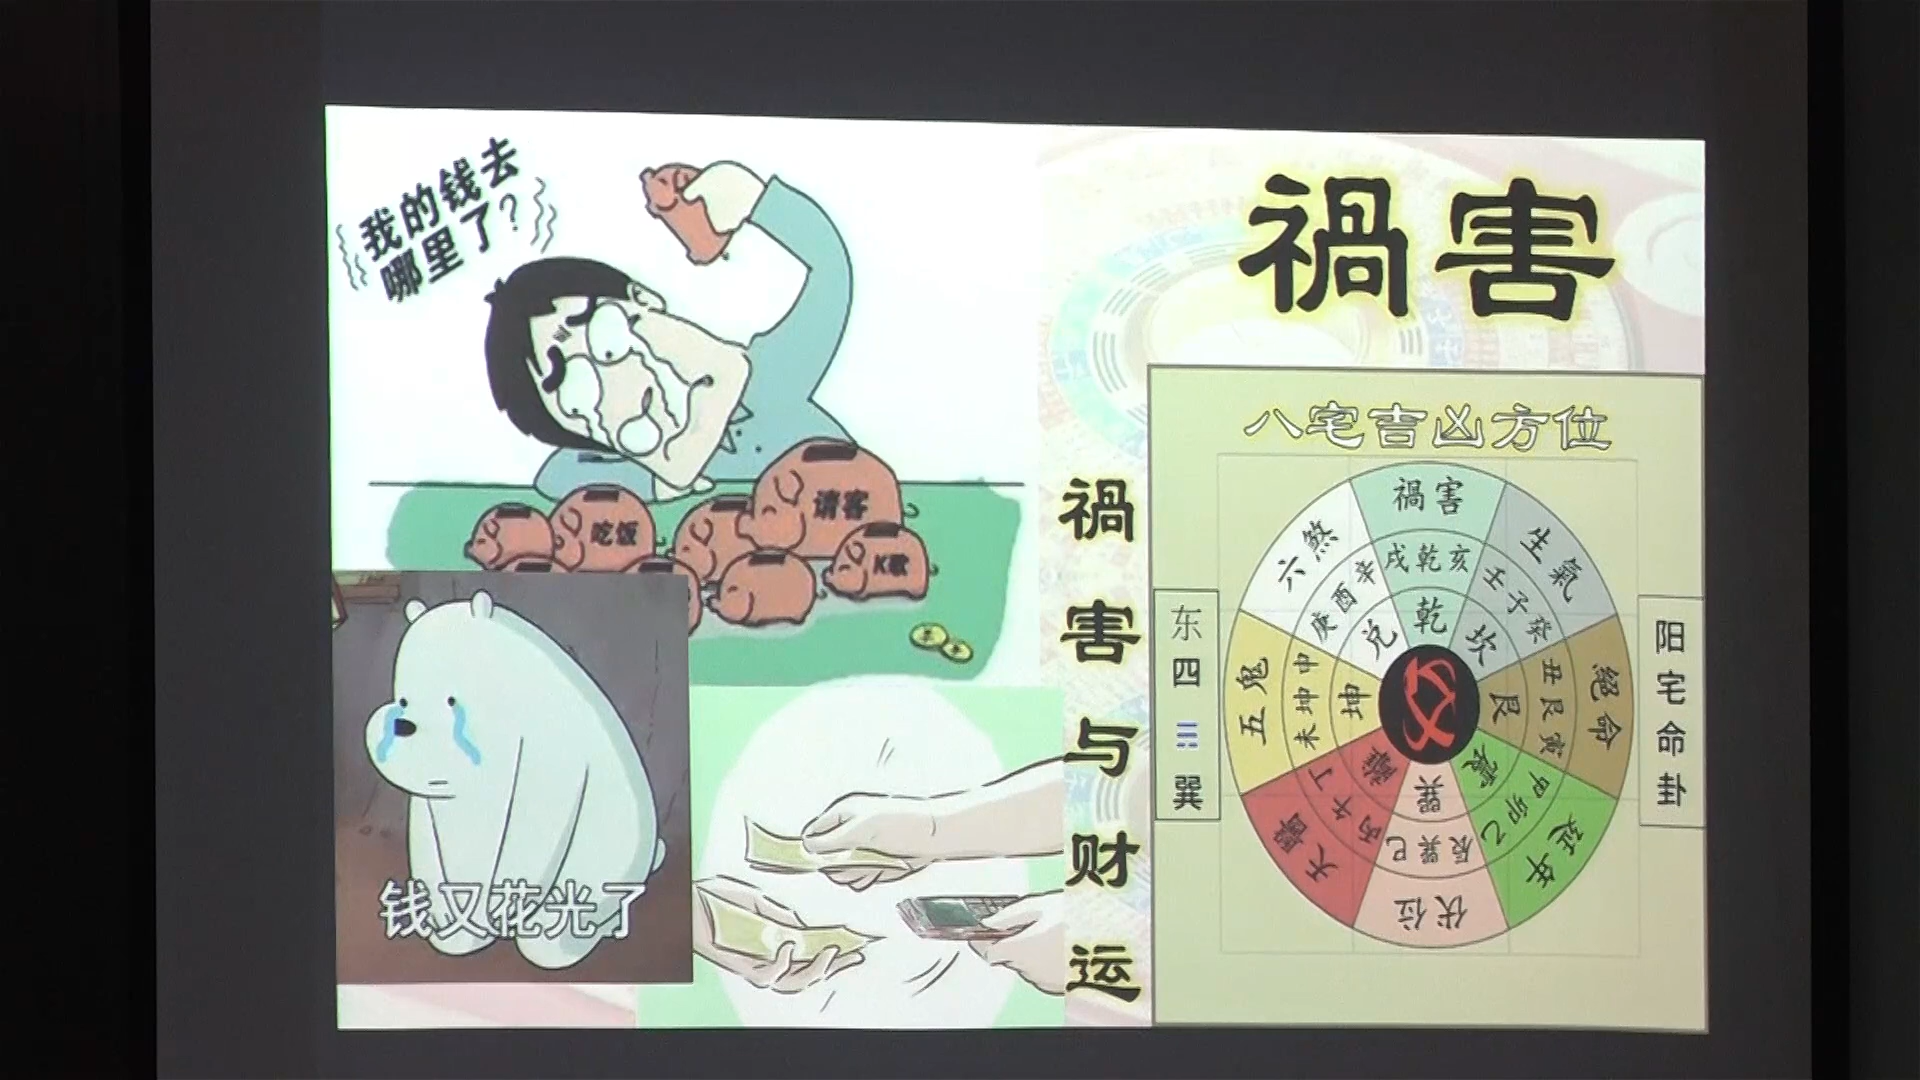 我的钱去
哪里了?
吃饭
请客
K歌
钱又花光了
禍害
禍害与财运
八宅吉凶方位
东四
☴
巽
阳宅命卦
禍害
生氣
絕命
延年
伏位
天醫
五鬼
六煞
戌乾亥
壬子癸
丑艮寅
甲卯乙
辰巽巳
丙午丁
未坤申
庚酉辛
乾
坎
艮
震
巽
離
坤
兑